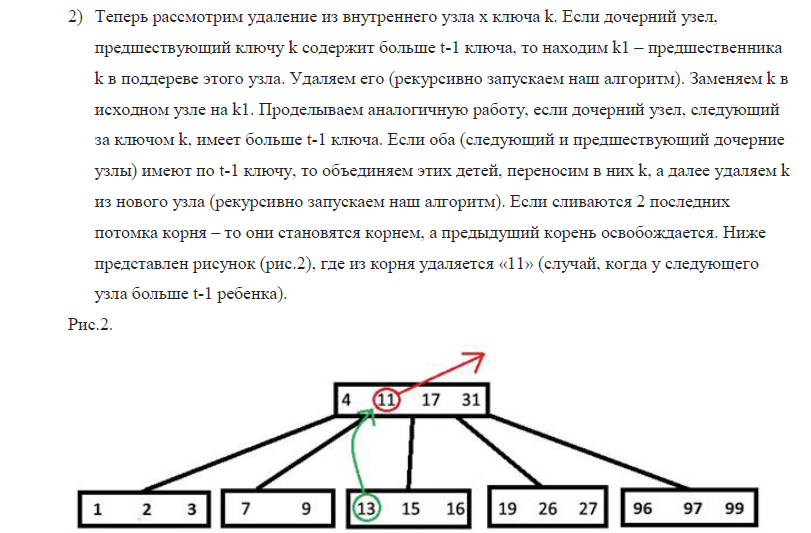 2) Теперь рассмотрим удаление из внутреннего узла x ключа k. Если дочерний узел,
предшествующий ключу k содержит больше t-1 ключа, то находим k1 – предшественника
k в поддереве этого узла. Удаляем его (рекурсивно запускаем наш алгоритм). Заменяем k в
исходном узле на k1. Проделываем аналогичную работу, если дочерний узел, следующий
за ключом k, имеет больше t-1 ключа. Если оба (следующий и предшествующий дочерние
узлы) имеют по t-1 ключу, то объединяем этих детей, переносим в них k, а далее удаляем k
из нового узла (рекурсивно запускаем наш алгоритм). Если сливаются 2 последних
потомка корня – то они становятся корнем, а предыдущий корень освобождается. Ниже
представлен рисунок (рис.2), где из корня удаляется «11» (случай, когда у следующего
узла больше t-1 ребенка).
Рис.2.
4 11 17 31
1 2 3 7 9 13 15 16 19 26 27 96 97 99